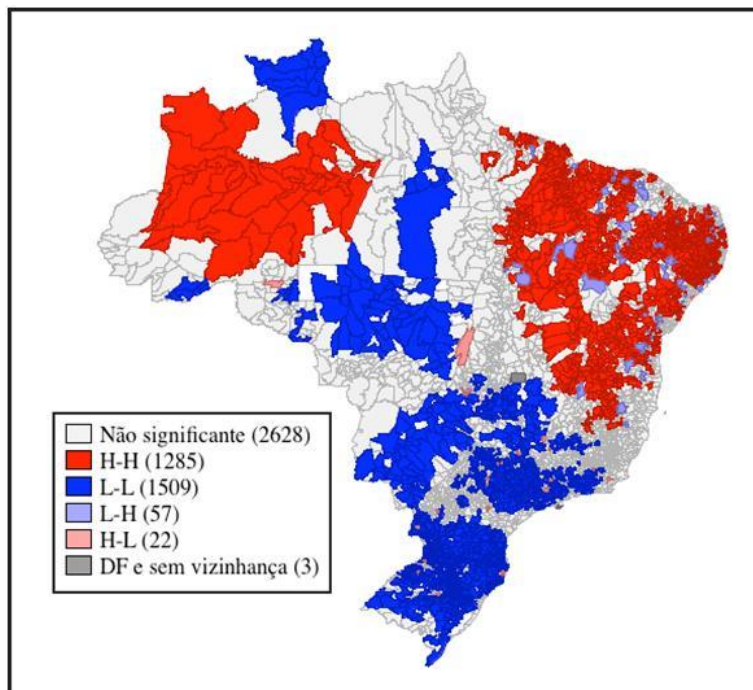 Não significante (2628)
H-H (1285)
L-L (1509)
L-H (57)
H-L (22)
DF e sem vizinhança (3)